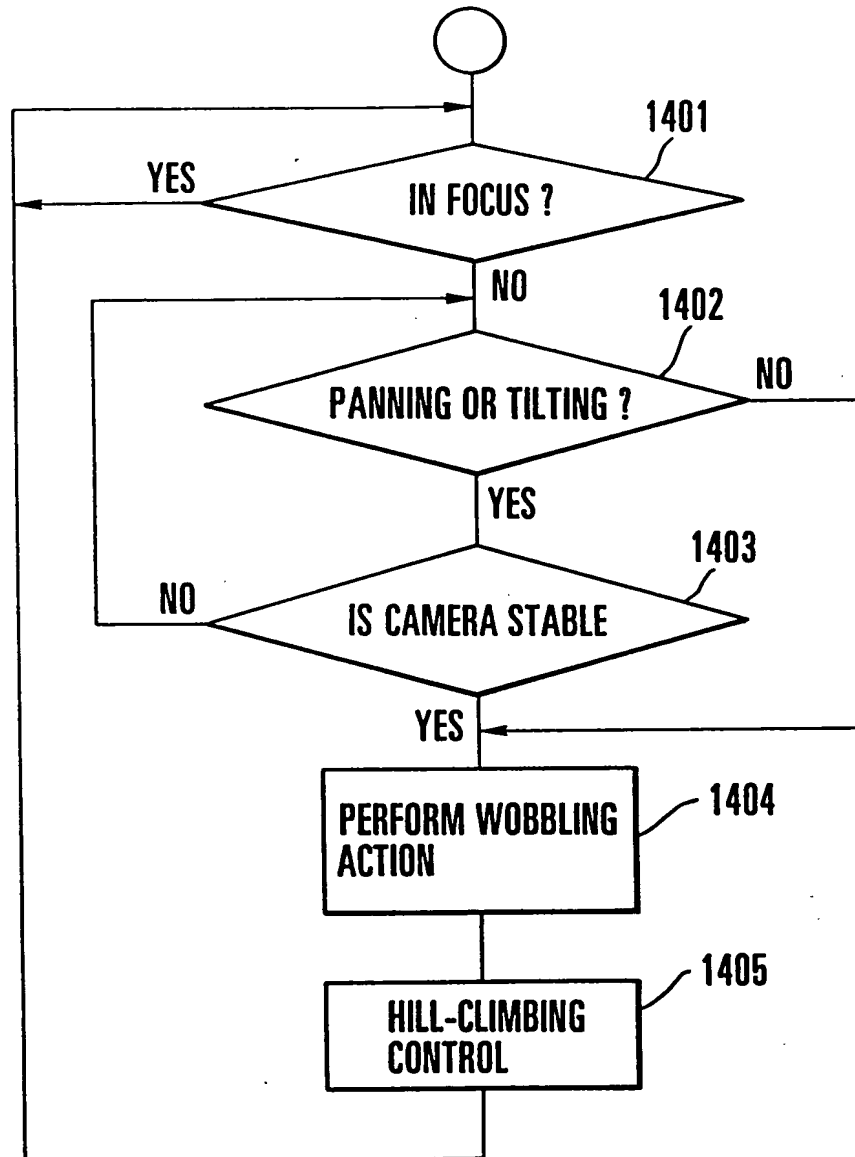 1401
YES
IN FOCUS ?
NO
1402
NO
PANNING OR TILTING ?
YES
1403
NO
IS CAMERA STABLE
YES
PERFORM WOBBLING
ACTION
1404
1405
HILL-CLIMBING
CONTROL